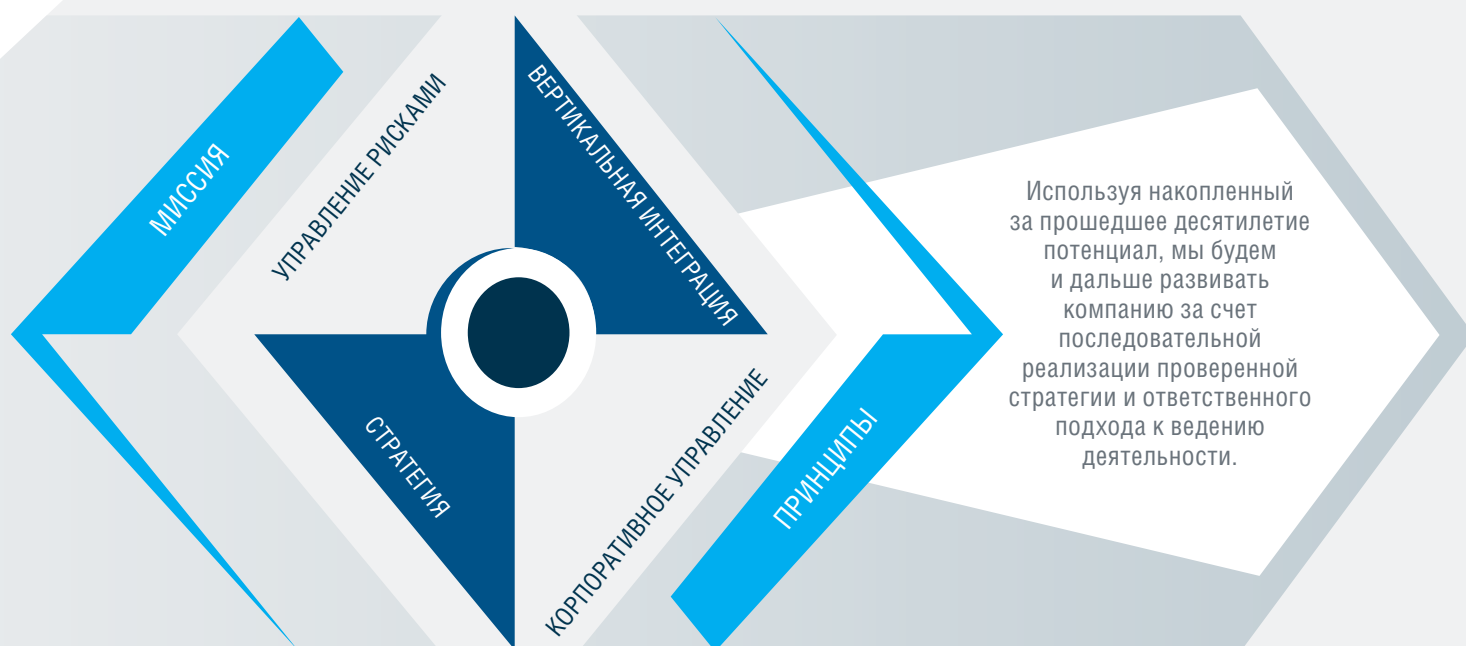 МИССИЯ
УПРАВЛЕНИЕ РИСКАМИ
ВЕРТИКАЛЬНАЯ ИНТЕГРАЦИЯ
СТРАТЕГИЯ
КОРПОРАТИВНОЕ УПРАВЛЕНИЕ
ПРИНЦИПЫ
Используя накопленный
за прошедшее десятилетие
потенциал, мы будем
и дальше развивать
компанию за счет
последовательной
реализации проверенной
стратегии и ответственного
подхода к ведению
деятельности.